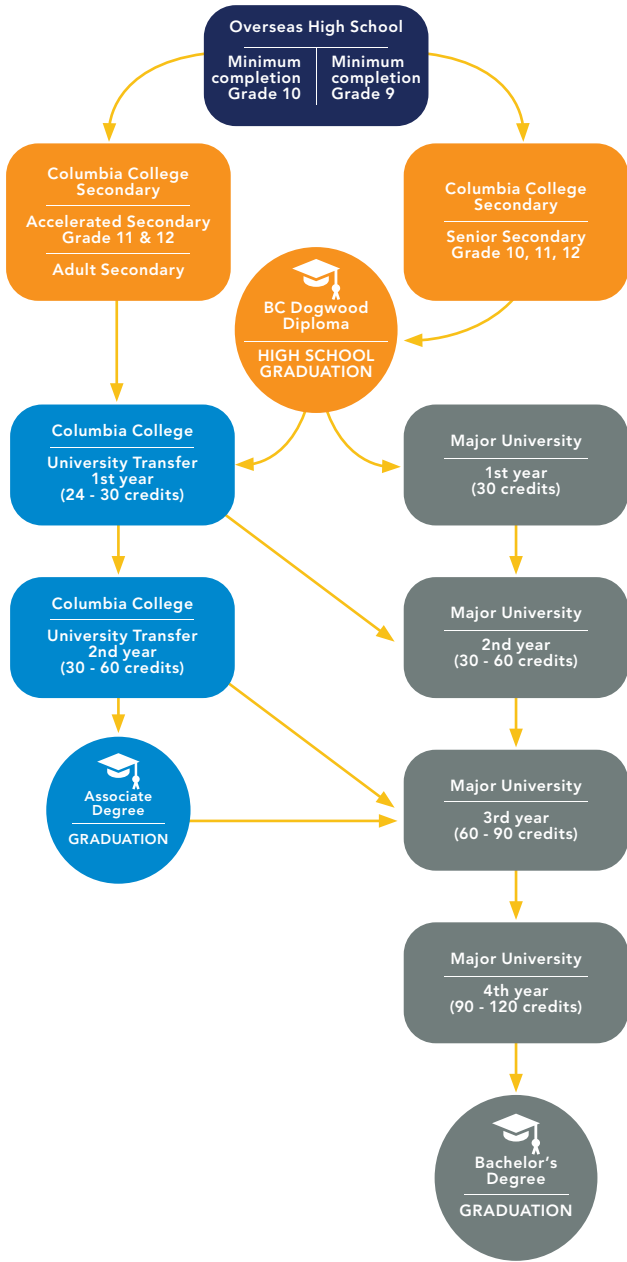 Overseas High School
Minimum
completion
Grade 10
Minimum
completion
Grade 9
Columbia College
Secondary
Accelerated Secondary
Grade 11 & 12
Adult Secondary
Columbia College
Secondary
Senior Secondary
Grade 10, 11, 12
BC Dogwood
Diploma
HIGH SCHOOL
GRADUATION
Columbia College
University Transfer
1st year
(24 - 30 credits)
Major University
1st year
(30 credits)
Columbia College
University Transfer
2nd year
(30 - 60 credits)
Major University
2nd year
(30 - 60 credits)
Associate
Degree
GRADUATION
Major University
3rd year
(60 - 90 credits)
Major University
4th year
(90 - 120 credits)
Bachelor's
Degree
GRADUATION